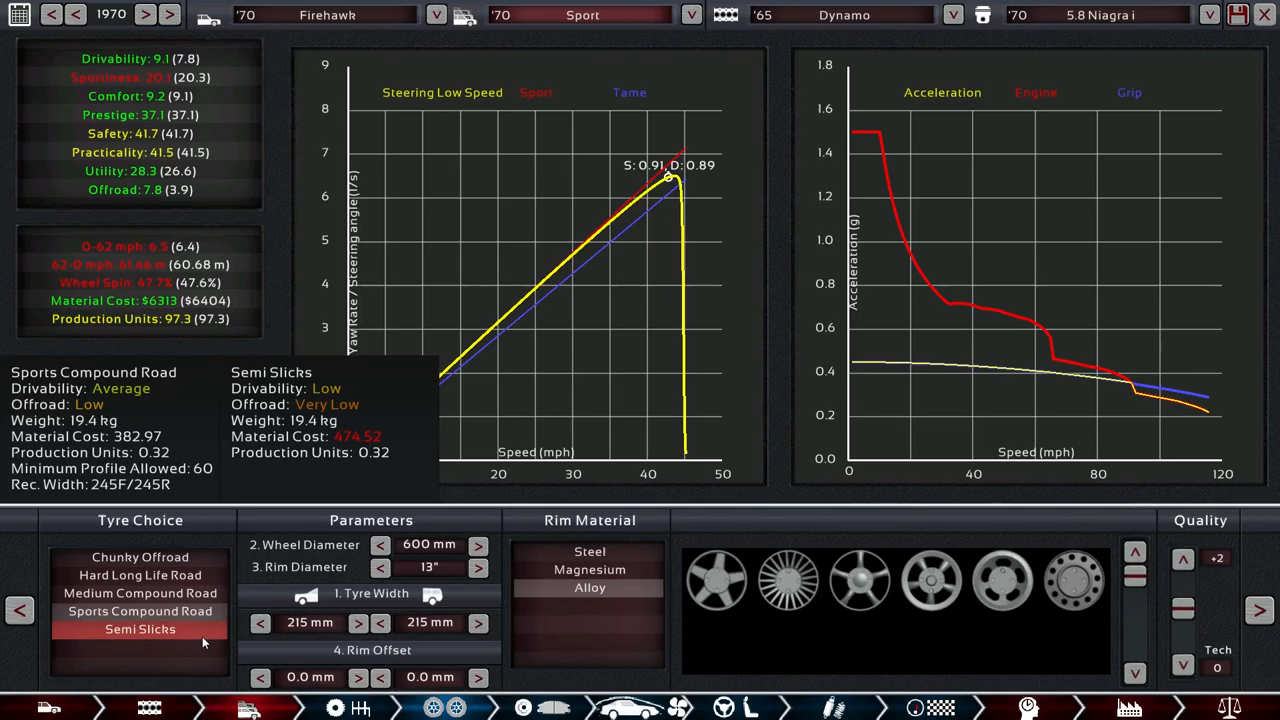 1970
'70 Firehawk
'70 Sport
'65 Dynamo
'70 5.8 Niagra i
Drivability: 9.1 (7.8)
Sportiness: 20.1 (20.3)
Comfort: 9.2 (9.1)
Prestige: 37.1 (37.1)
Safety: 41.7 (41.7)
Practicality: 41.5 (41.5)
Utility: 28.3 (26.6)
Offroad: 7.8 (3.9)
0-62 mph: 6.5 (6.4)
62-0 mph: 61.46 m (60.68 m)
Wheel Spin: 47.7% (47.6%)
Material Cost: $6313 ($6404)
Production Units: 97.3 (97.3)
Steering Low Speed Sport Tame
S: 0.91, D: 0.89
9
8
7
6
5
4
3
Yaw Rate / Steering angle (1/s)
20 30 40 50
Speed (mph)
Acceleration Engine Grip
1.8
1.6
1.4
1.2
1.0
0.8
0.6
0.4
0.2
0.0
Acceleration (g)
0 40 80 120
Speed (mph)
Sports Compound Road
Drivability: Average
Offroad: Low
Weight: 19.4 kg
Material Cost: 382.97
Production Units: 0.32
Minimum Profile Allowed: 60
Rec. Width: 245F/245R
Semi Slicks
Drivability: Low
Offroad: Very Low
Weight: 19.4 kg
Material Cost: 474.52
Production Units: 0.32
Tyre Choice
Chunky Offroad
Hard Long Life Road
Medium Compound Road
Sports Compound Road
Semi Slicks
Parameters
2. Wheel Diameter < 600 mm >
3. Rim Diameter < 13" >
1. Tyre Width
< 215 mm > < 215 mm >
4. Rim Offset
< 0.0 mm > < 0.0 mm >
Rim Material
Steel
Magnesium
Alloy
Quality
+2
Tech
0